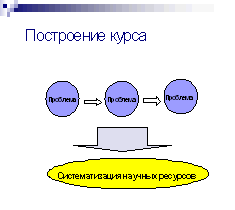 Построение курса
Проблема
Проблема
Проблема
Систематизация научных ресурсов